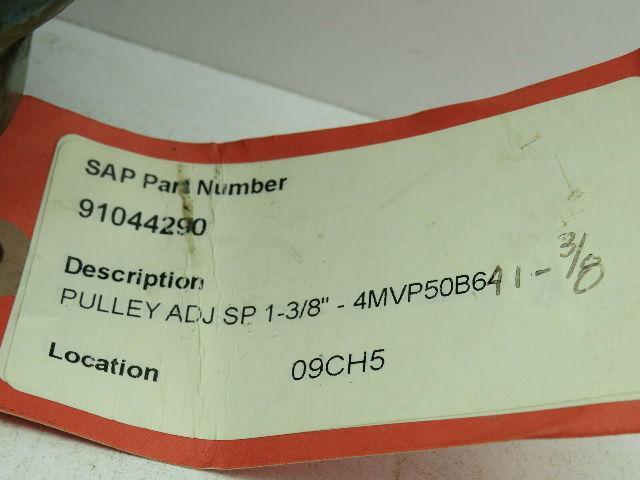 SAP Part Number
91044290
Description
PULLEY ADJ SP 1-3/8" - 4MVP50B64 1 - 3/8
Location
09CH5